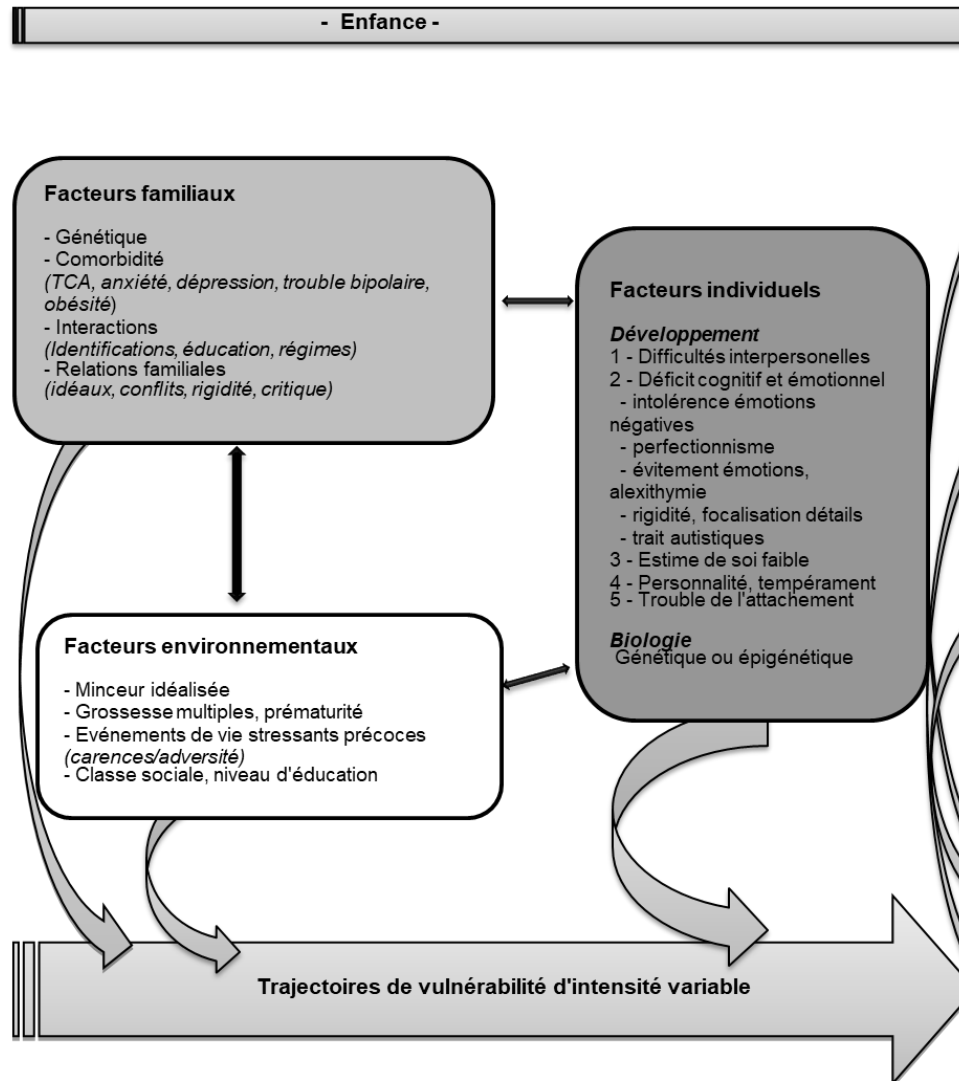 - Enfance -
Facteurs familiaux
- Génétique
- Comorbidité
(TCA, anxiété, dépression, trouble bipolaire,
obésité)
- Interactions
(Identifications, éducation, régimes)
- Relations familiales
(idéaux, conflits, rigidité, critique)
Facteurs environnementaux
- Minceur idéalisée
- Grossesse multiples, prématurité
- Evénements de vie stressants précoces
(carences/adversité)
- Classe sociale, niveau d'éducation
Facteurs individuels
Développement
1 - Difficultés interpersonelles
2 - Déficit cognitif et émotionnel
- intolérence émotions
négatives
- perfectionnisme
- évitement émotions,
alexithymie
- rigidité, focalisation détails
- trait autistiques
3 - Estime de soi faible
4 - Personnalité, tempérament
5 - Trouble de l'attachement
Biologie
Génétique ou épigénétique
Trajectoires de vulnérabilité d'intensité variable